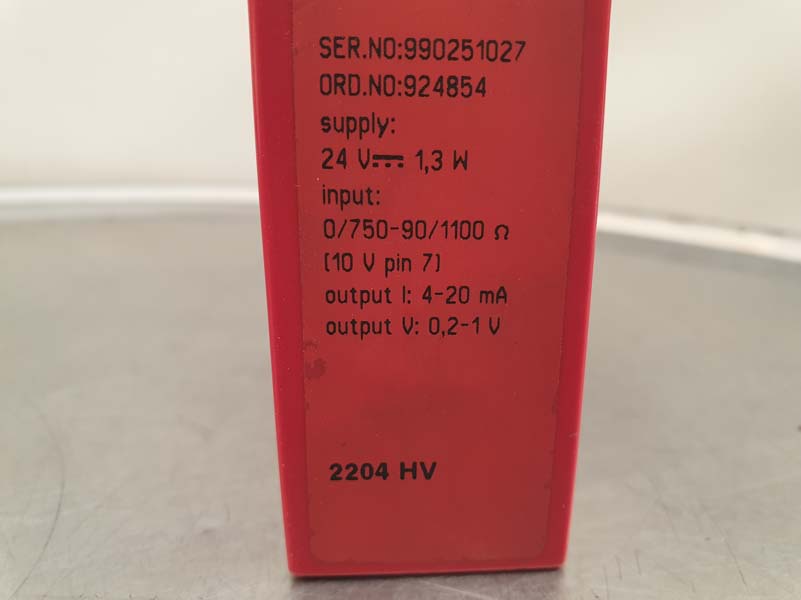 SER.NO:990251027
ORD.NO:924854
supply:
24 V⎓ 1,3 W
input:
0/750-90/1100 Ω
(10 V pin 7)
output I: 4-20 mA
output V: 0,2-1 V
2204 HV